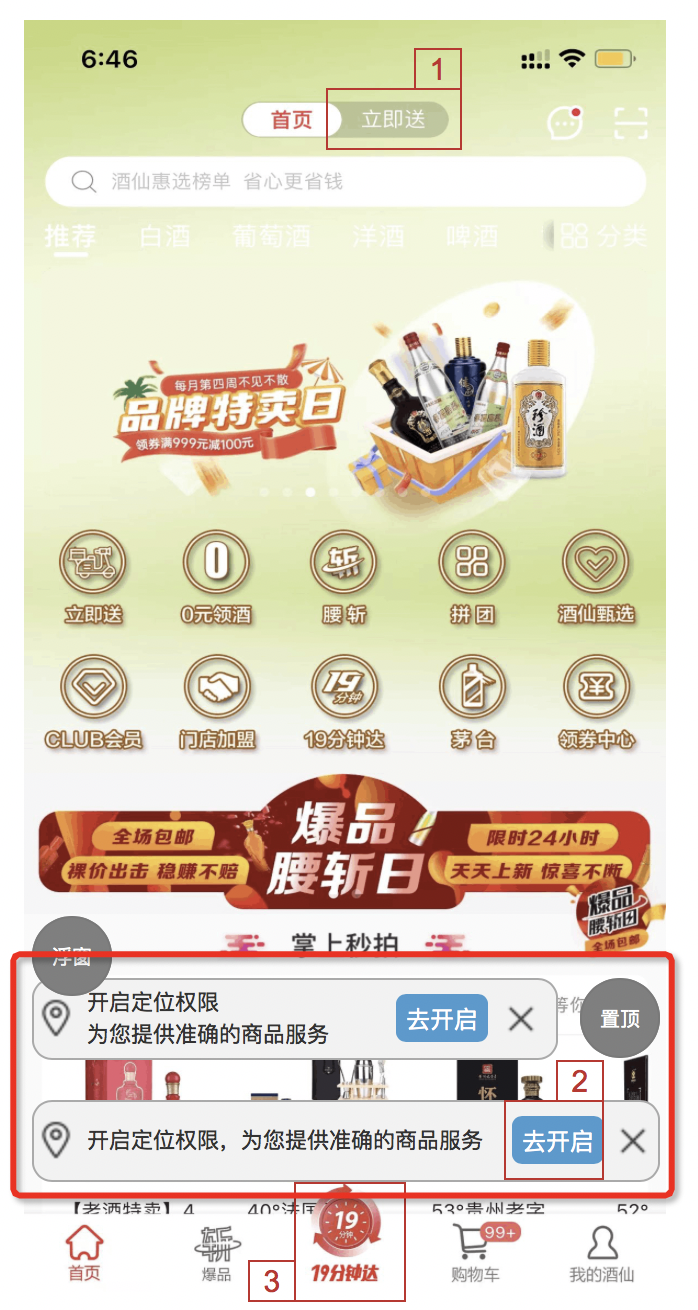 6:46
1
首页
立即送
酒仙惠选榜单 省心更省钱
推荐
白酒
葡萄酒
洋酒
啤酒
分类
每月第四周不见不散
品牌特卖日
领券满999元减100元
珍酒
立即送
0元领酒
腰斩
拼团
酒仙甄选
CLUB会员
门店加盟
19分钟达
茅台
领券中心
爆品
腰斩日
全场包邮
裸价出击 稳赚不赔
限时24小时
天天上新 惊喜不断
爆品
腰斩日
全场包邮
掌上秒拍
浮窗
开启定位权限
为您提供准确的商品服务
去开启
等你
置顶
怀
2
开启定位权限，为您提供准确的商品服务
去开启
【老酒特卖】4
40°法国
53°贵州老字
52°
19
分钟
99+
首页
爆品
3
19分钟达
购物车
我的酒仙